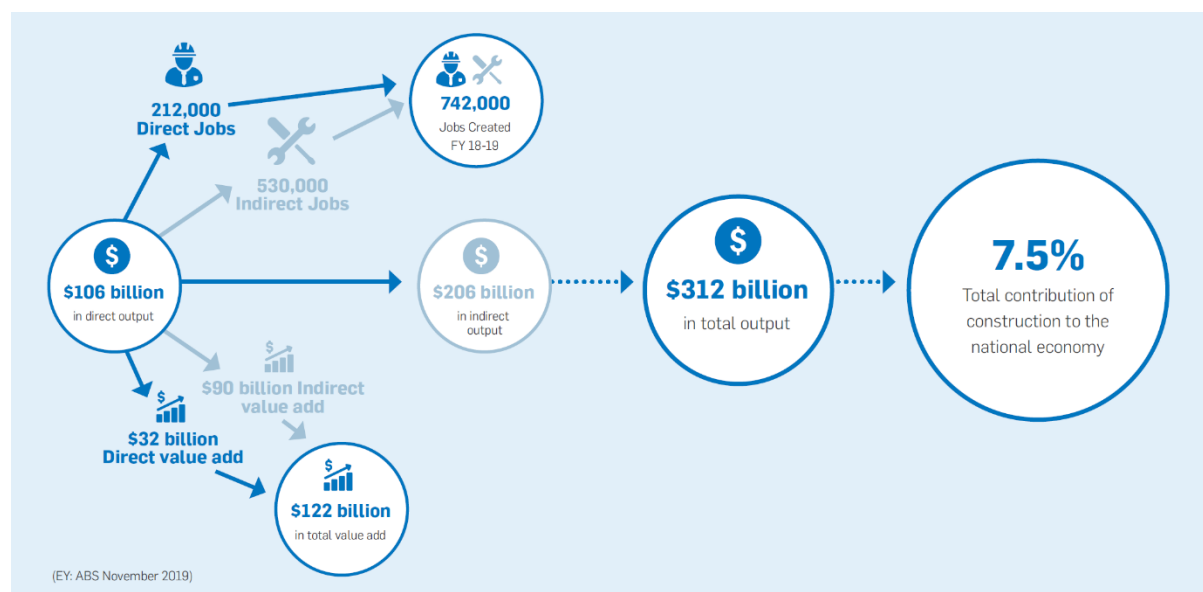 212,000
Direct Jobs
530,000
Indirect Jobs
742,000
Jobs Created
FY 18-19
$
$106 billion
in direct output
$
$206 billion
in indirect
output
$
$312 billion
in total output
7.5%
Total contribution of
construction to the
national economy
$
$90 billion Indirect
value add
$
$32 billion
Direct value add
$
$122 billion
in total value add
(EY: ABS November 2019)